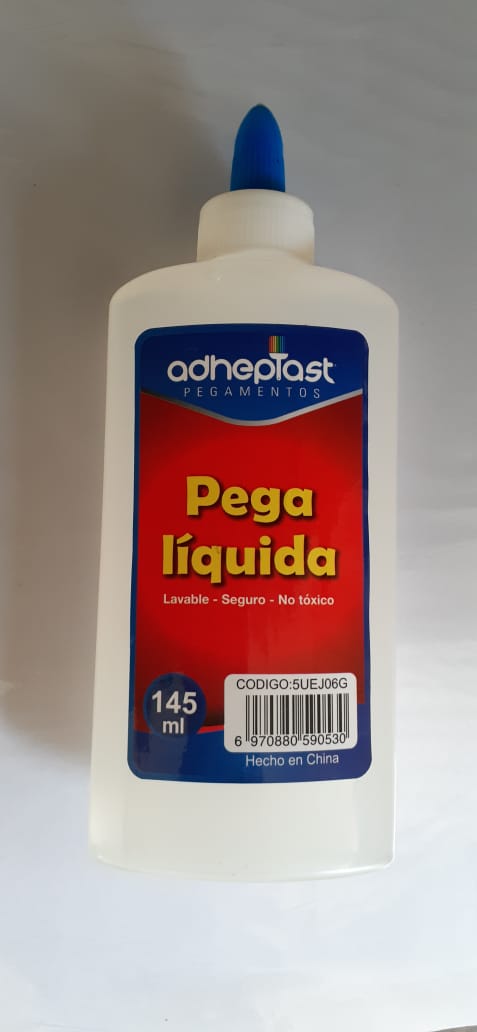 adheplast
PEGAMENTOS
Pega
líquida
Lavable - Seguro - No tóxico
145
ml
CODIGO:5UEJ06G
6 970880 590530
Hecho en China